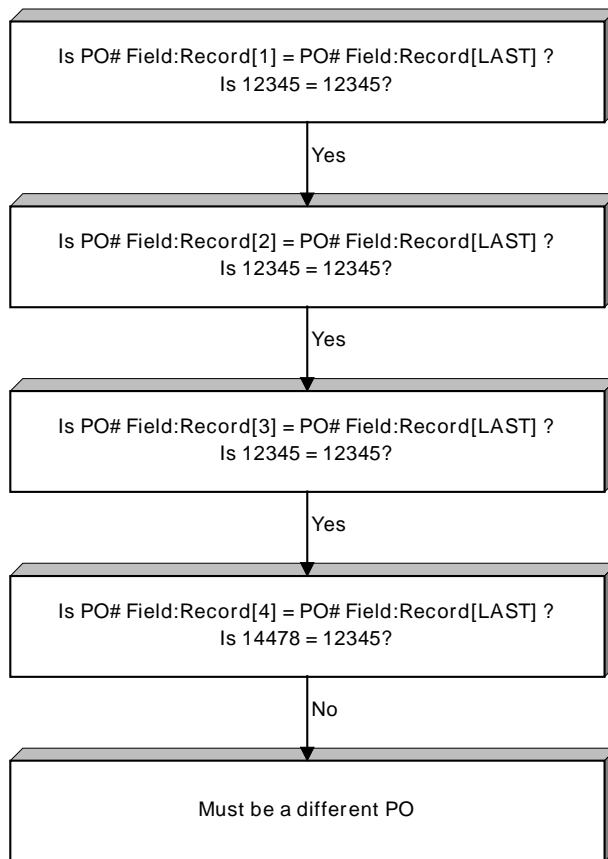 Is PO# Field:Record[1] = PO# Field:Record[LAST] ?
Is 12345 = 12345?
Yes
Is PO# Field:Record[2] = PO# Field:Record[LAST] ?
Is 12345 = 12345?
Yes
Is PO# Field:Record[3] = PO# Field:Record[LAST] ?
Is 12345 = 12345?
Yes
Is PO# Field:Record[4] = PO# Field:Record[LAST] ?
Is 14478 = 12345?
No
Must be a different PO